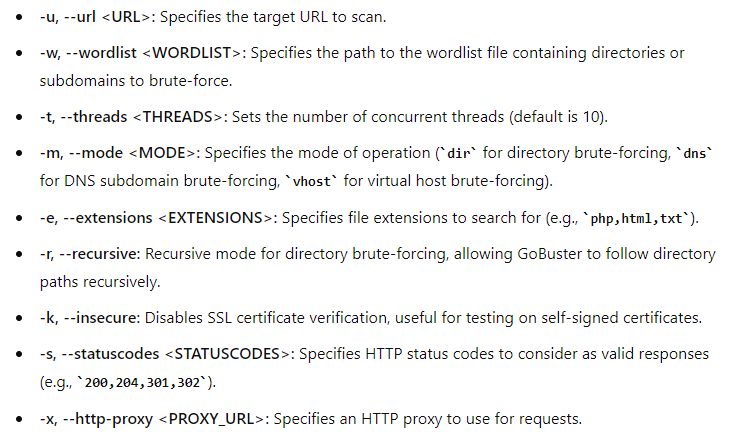 • -u, --url <URL>: Specifies the target URL to scan.
• -w, --wordlist <WORDLIST>: Specifies the path to the wordlist file containing directories or
subdomains to brute-force.
• -t, --threads <THREADS>: Sets the number of concurrent threads (default is 10).
• -m, --mode <MODE>: Specifies the mode of operation (`dir` for directory brute-forcing, `dns`
for DNS subdomain brute-forcing, `vhost` for virtual host brute-forcing).
• -e, --extensions <EXTENSIONS>: Specifies file extensions to search for (e.g., `php,html,txt`).
• -r, --recursive: Recursive mode for directory brute-forcing, allowing GoBuster to follow directory
paths recursively.
• -k, --insecure: Disables SSL certificate verification, useful for testing on self-signed certificates.
• -s, --statuscodes <STATUSCODES>: Specifies HTTP status codes to consider as valid responses
(e.g., `200,204,301,302`).
• -x, --http-proxy <PROXY_URL>: Specifies an HTTP proxy to use for requests.